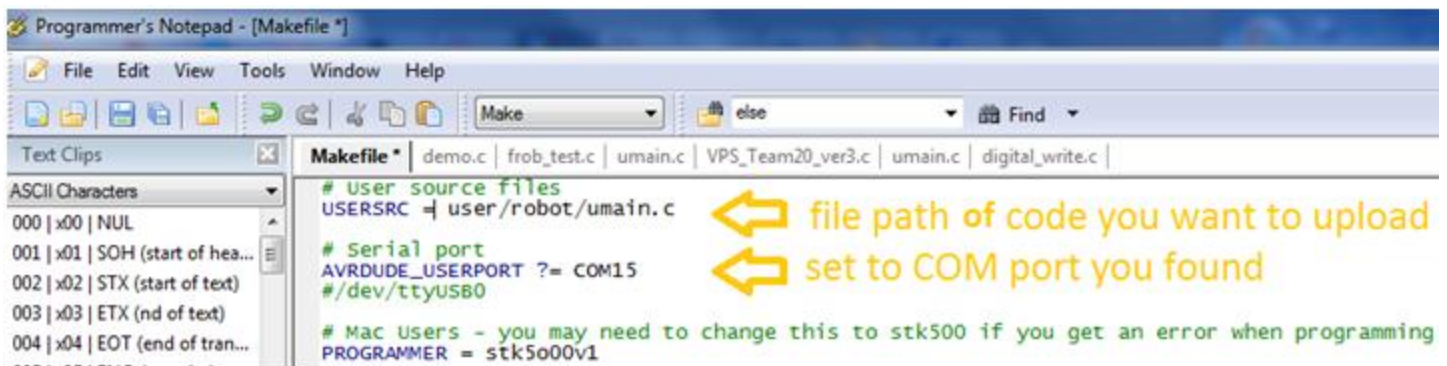 Programmer's Notepad - [Makefile *]
File Edit View Tools Window Help
Make else Find
Text Clips
Makefile * demo.c frob_test.c umain.c VPS_Team20_ver3.c umain.c digital_write.c
ASCII Characters
000 | x00 | NUL
001 | x01 | SOH (start of hea...
002 | x02 | STX (start of text)
003 | x03 | ETX (nd of text)
004 | x04 | EOT (end of tran...
# User source files
USERSRC = user/robot/umain.c
file path of code you want to upload
# Serial port
AVRDUDE_USERPORT ?= COM15
set to COM port you found
#/dev/ttyUSB0
# Mac Users - you may need to change this to stk500 if you get an error when programming
PROGRAMMER = stk5o00v1